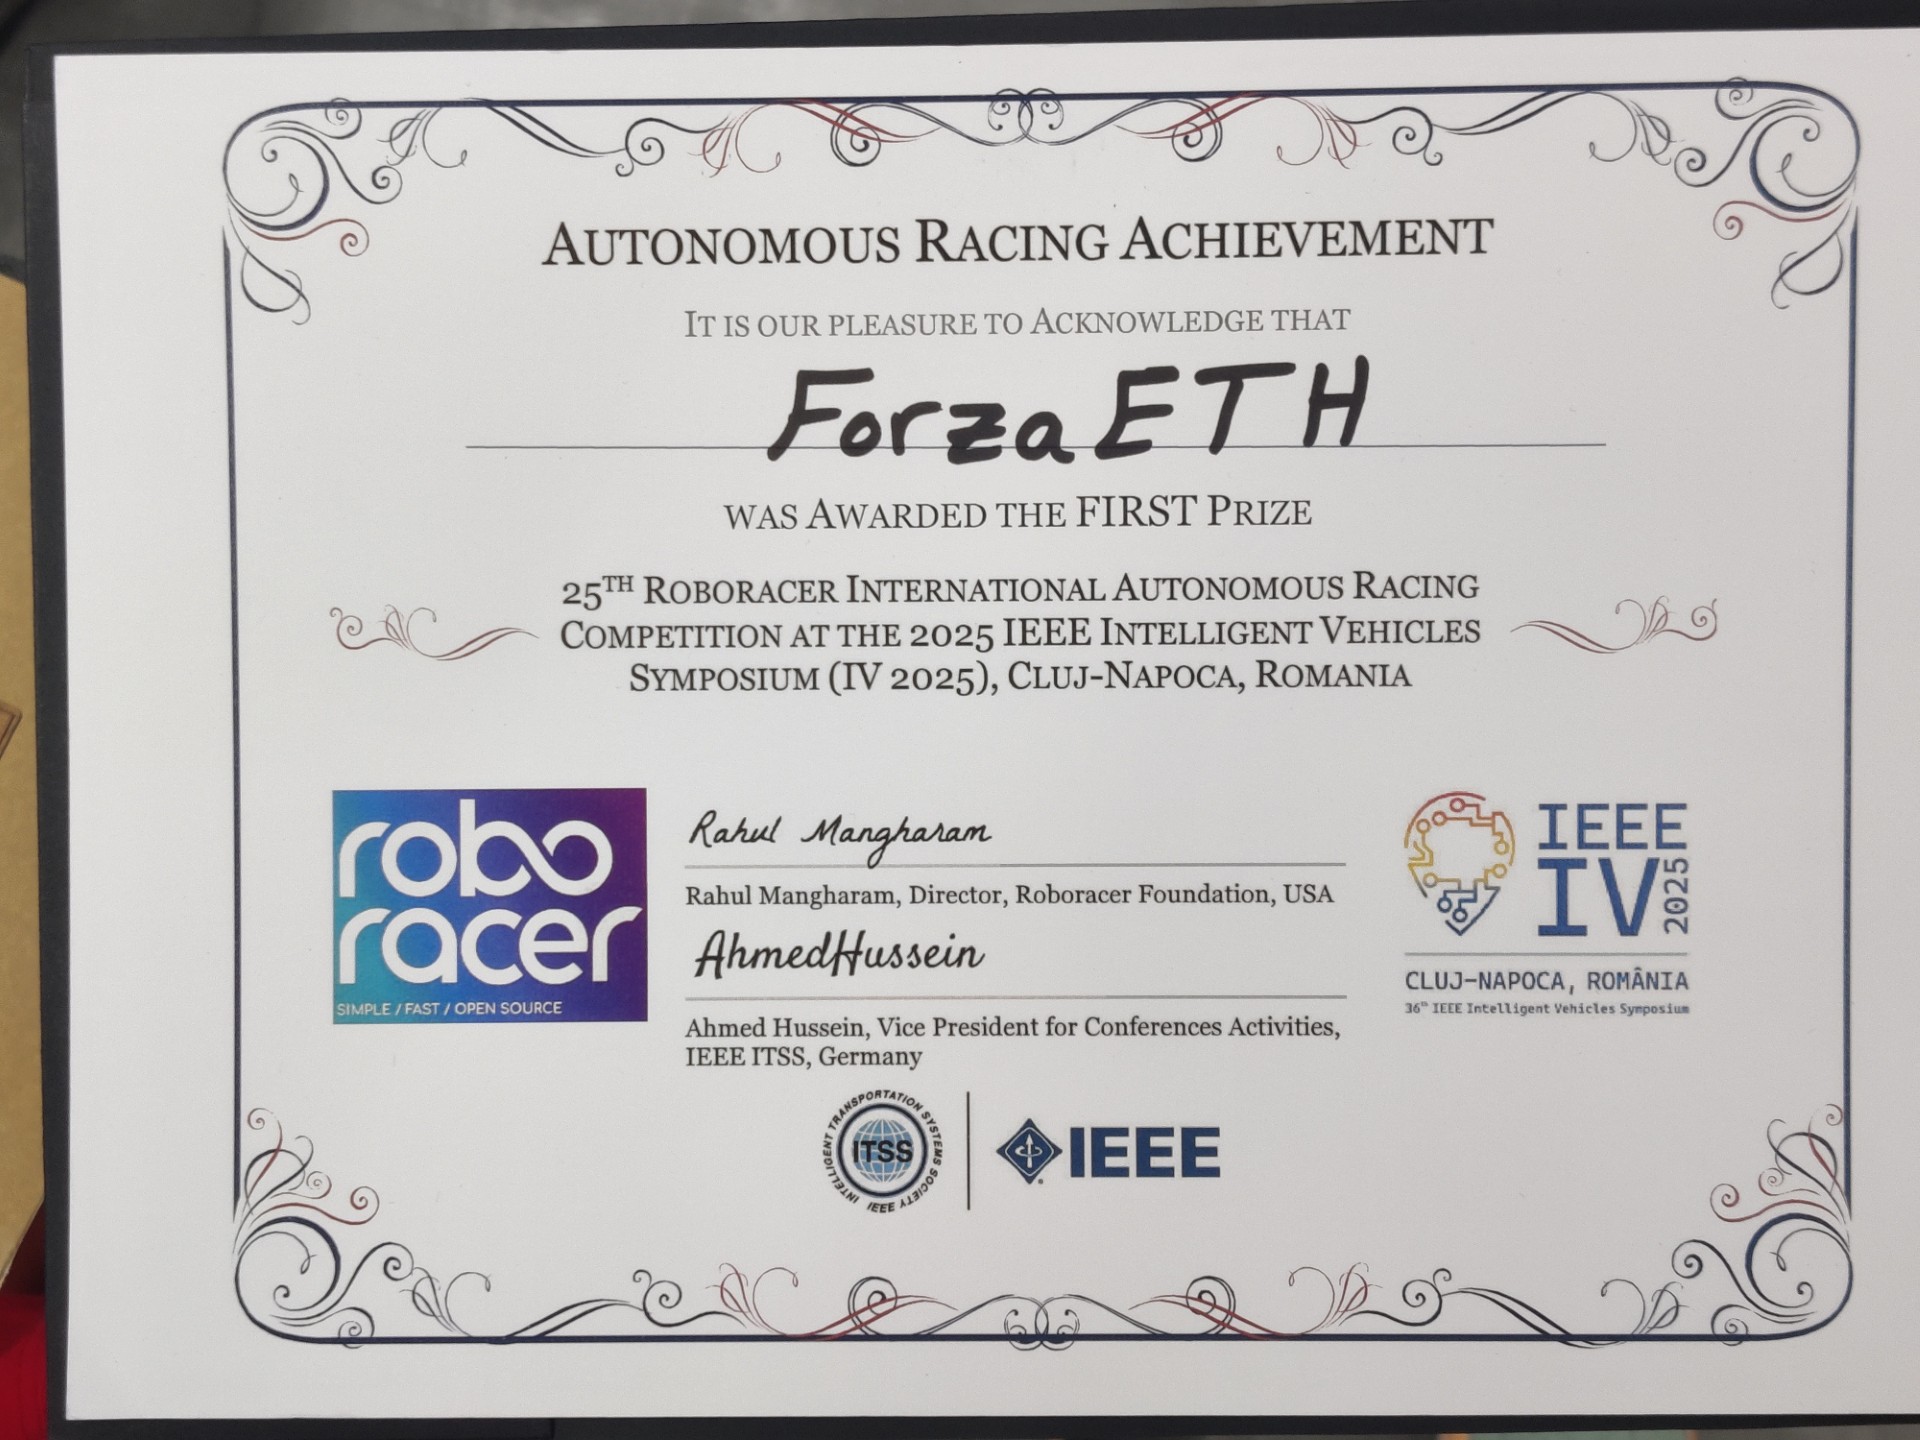 AUTONOMOUS RACING ACHIEVEMENT
IT IS OUR PLEASURE TO ACKNOWLEDGE THAT
ForzaETH
WAS AWARDED THE FIRST PRIZE
25TH ROBORACER INTERNATIONAL AUTONOMOUS RACING
COMPETITION AT THE 2025 IEEE INTELLIGENT VEHICLES
SYMPOSIUM (IV 2025), CLUJ-NAPOCA, ROMANIA
robo
racer
SIMPLE / FAST / OPEN SOURCE
Rahul Mangharam
Rahul Mangharam, Director, Roboracer Foundation, USA
AhmedHussein
Ahmed Hussein, Vice President for Conferences Activities,
IEEE ITSS, Germany
IEEE
IV
2025
CLUJ-NAPOCA, ROMÂNIA
36th IEEE Intelligent Vehicles Symposium
INTELLIGENT TRANSPORTATION SYSTEMS SOCIETY
ITSS
IEEE
IEEE